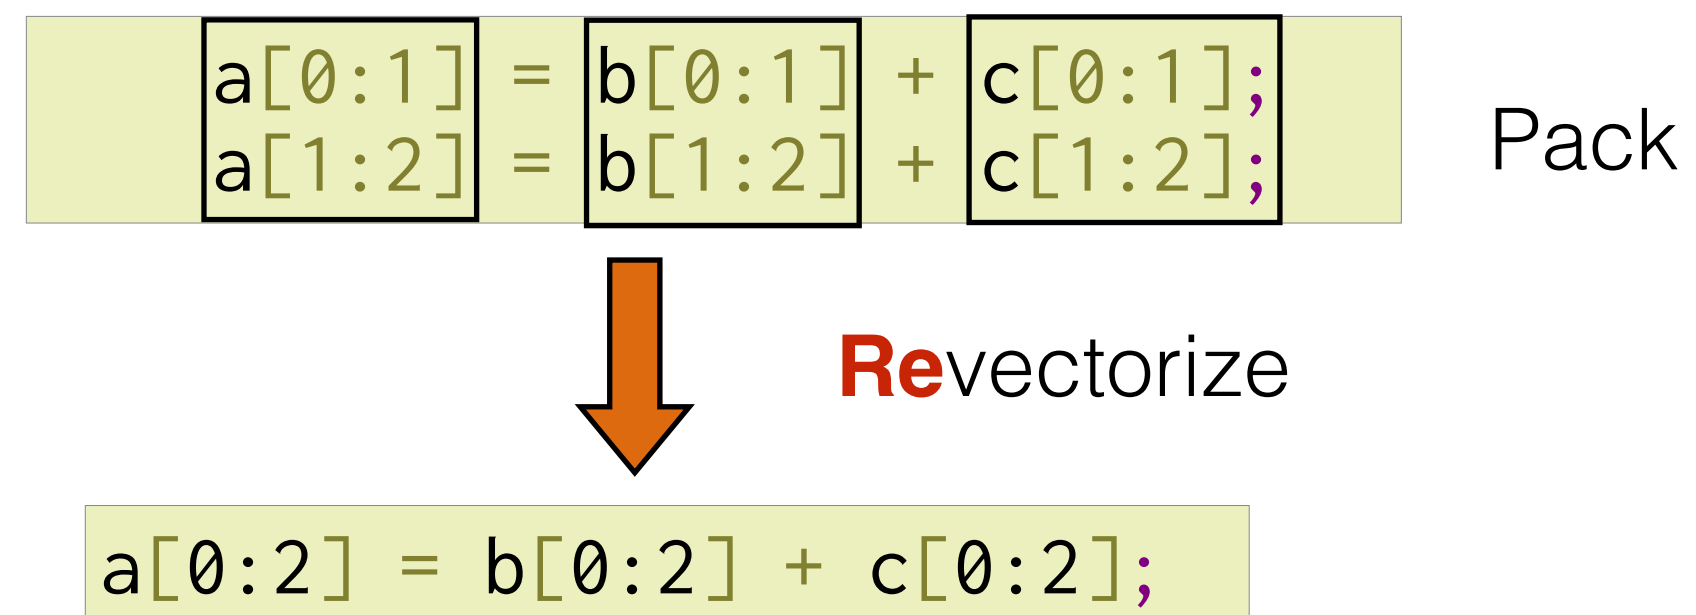 a[0:1] = b[0:1] + c[0:1];
a[1:2] = b[1:2] + c[1:2];
Pack
Revectorize
a[0:2] = b[0:2] + c[0:2];